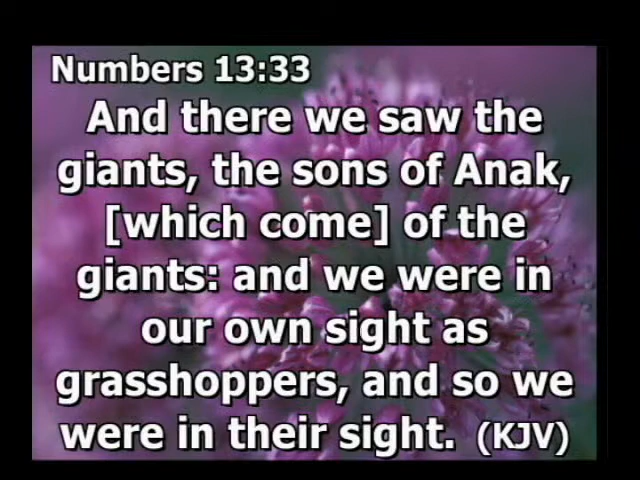 Numbers 13:33
And there we saw the
giants, the sons of Anak,
[which come] of the
giants: and we were in
our own sight as
grasshoppers, and so we
were in their sight. (KJV)